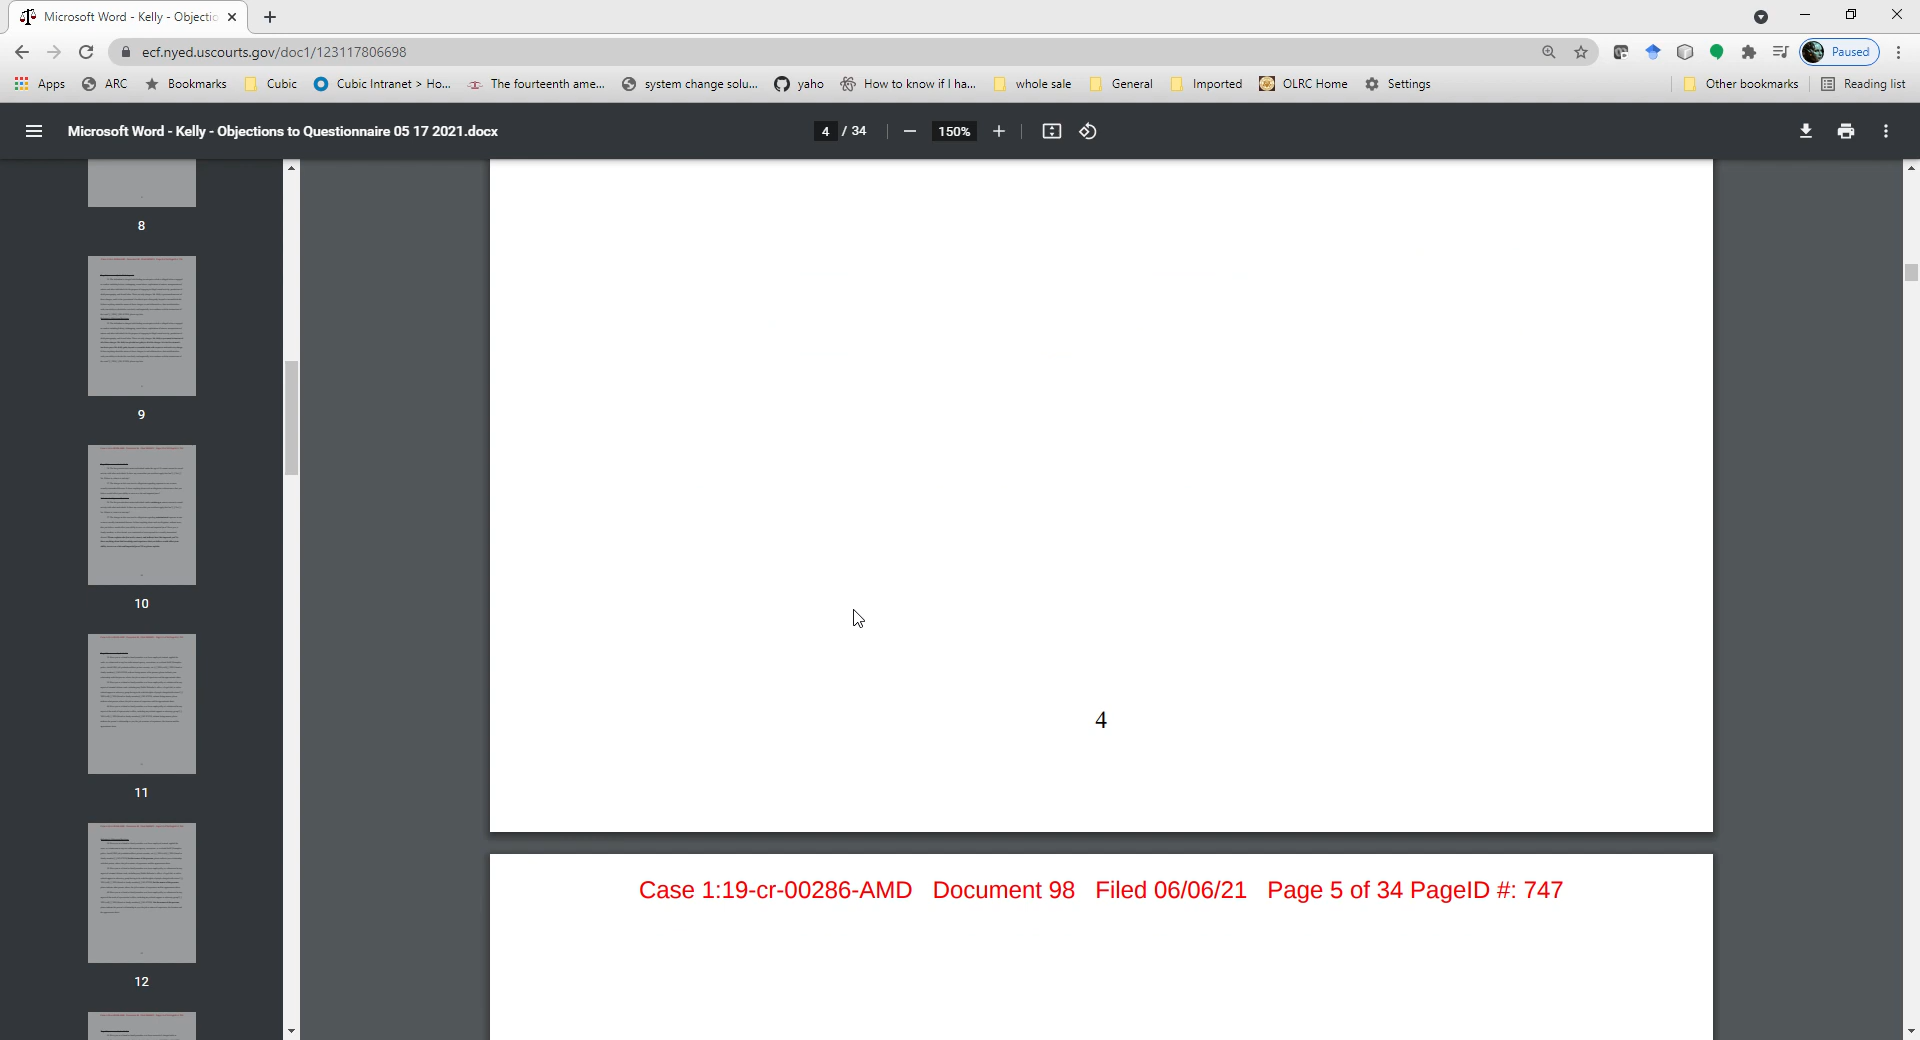 Microsoft Word - Kelly - Objectio
ecf.nyed.uscourts.gov/doc1/123117806698
Paused
Apps
ARC
Bookmarks
Cubic
Cubic Intranet > Ho...
The fourteenth ame...
system change solu...
yaho
How to know if I ha...
whole sale
General
Imported
OLRC Home
Settings
Other bookmarks
Reading list
Microsoft Word - Kelly - Objections to Questionnaire 05 17 2021.docx
4 / 34
150%
8
9
10
11
12
4
Case 1:19-cr-00286-AMD Document 98 Filed 06/06/21 Page 5 of 34 PageID #: 747